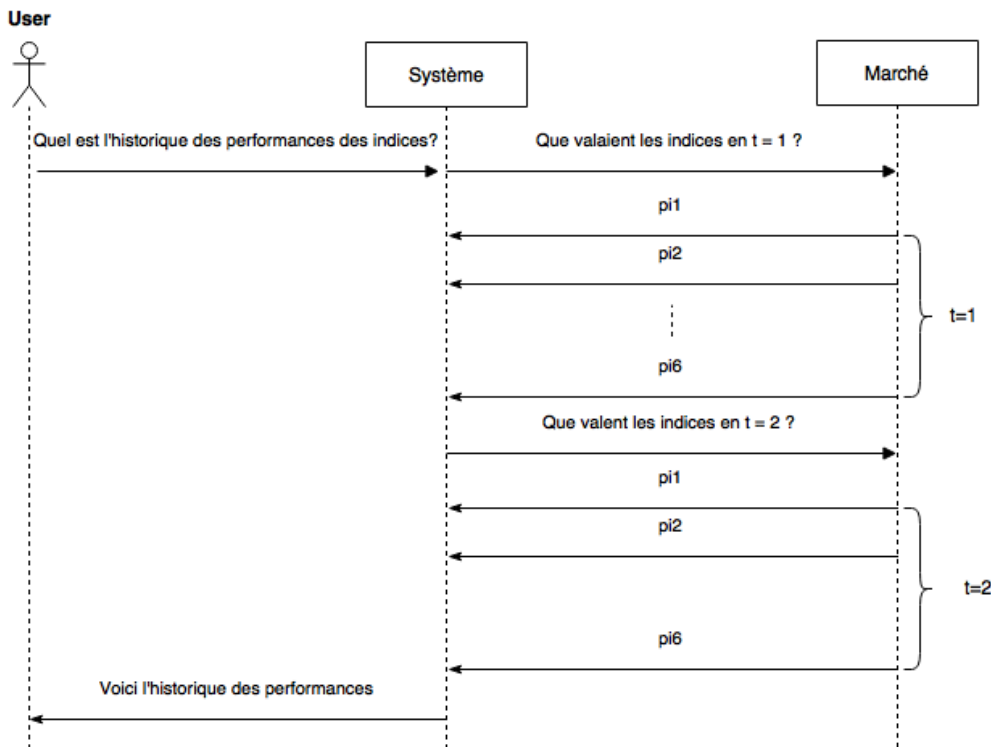 User
Système
Marché
Quel est l'historique des performances des indices?
Que valaient les indices en t = 1 ?
pi1
pi2
t=1
pi6
Que valent les indices en t = 2 ?
pi1
pi2
t=2
pi6
Voici l'historique des performances